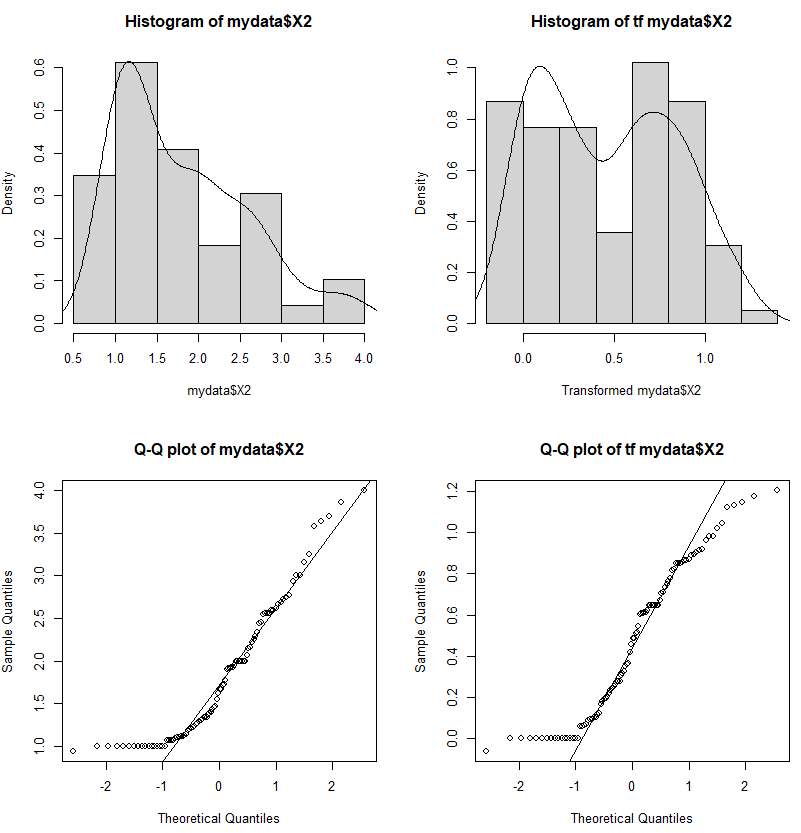 Histogram of mydata$X2
Density
0.0 0.1 0.2 0.3 0.4 0.5 0.6
0.5 1.0 1.5 2.0 2.5 3.0 3.5 4.0
mydata$X2
Histogram of tf mydata$X2
Density
0.0 0.2 0.4 0.6 0.8 1.0
0.0 0.5 1.0
Transformed mydata$X2
Q-Q plot of mydata$X2
Sample Quantiles
1.0 1.5 2.0 2.5 3.0 3.5 4.0
-2 -1 0 1 2
Theoretical Quantiles
Q-Q plot of tf mydata$X2
Sample Quantiles
0.0 0.2 0.4 0.6 0.8 1.0 1.2
-2 -1 0 1 2
Theoretical Quantiles